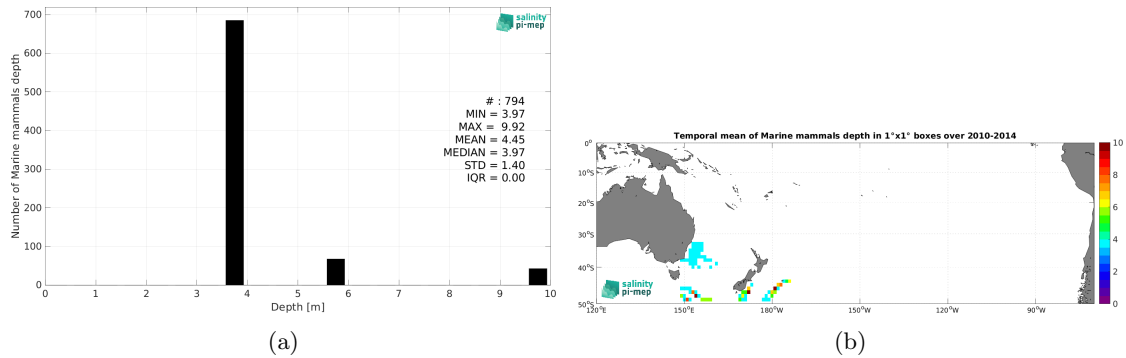 700
600
500
400
300
200
100
0
Number of Marine mammals depth
salinity
pi-mep
# : 794
MIN = 3.97
MAX = 9.92
MEAN = 4.45
MEDIAN = 3.97
STD = 1.40
IQR = 0.00
0 1 2 3 4 5 6 7 8 9 10
Depth [m]
(a)
Temporal mean of Marine mammals depth in 1°x1° boxes over 2010-2014
0°
10°S
20°S
30°S
40°S
50°S
salinity
pi-mep
120°E 150°E 180°W 150°W 120°W 90°W
10
8
6
4
2
0
(b)